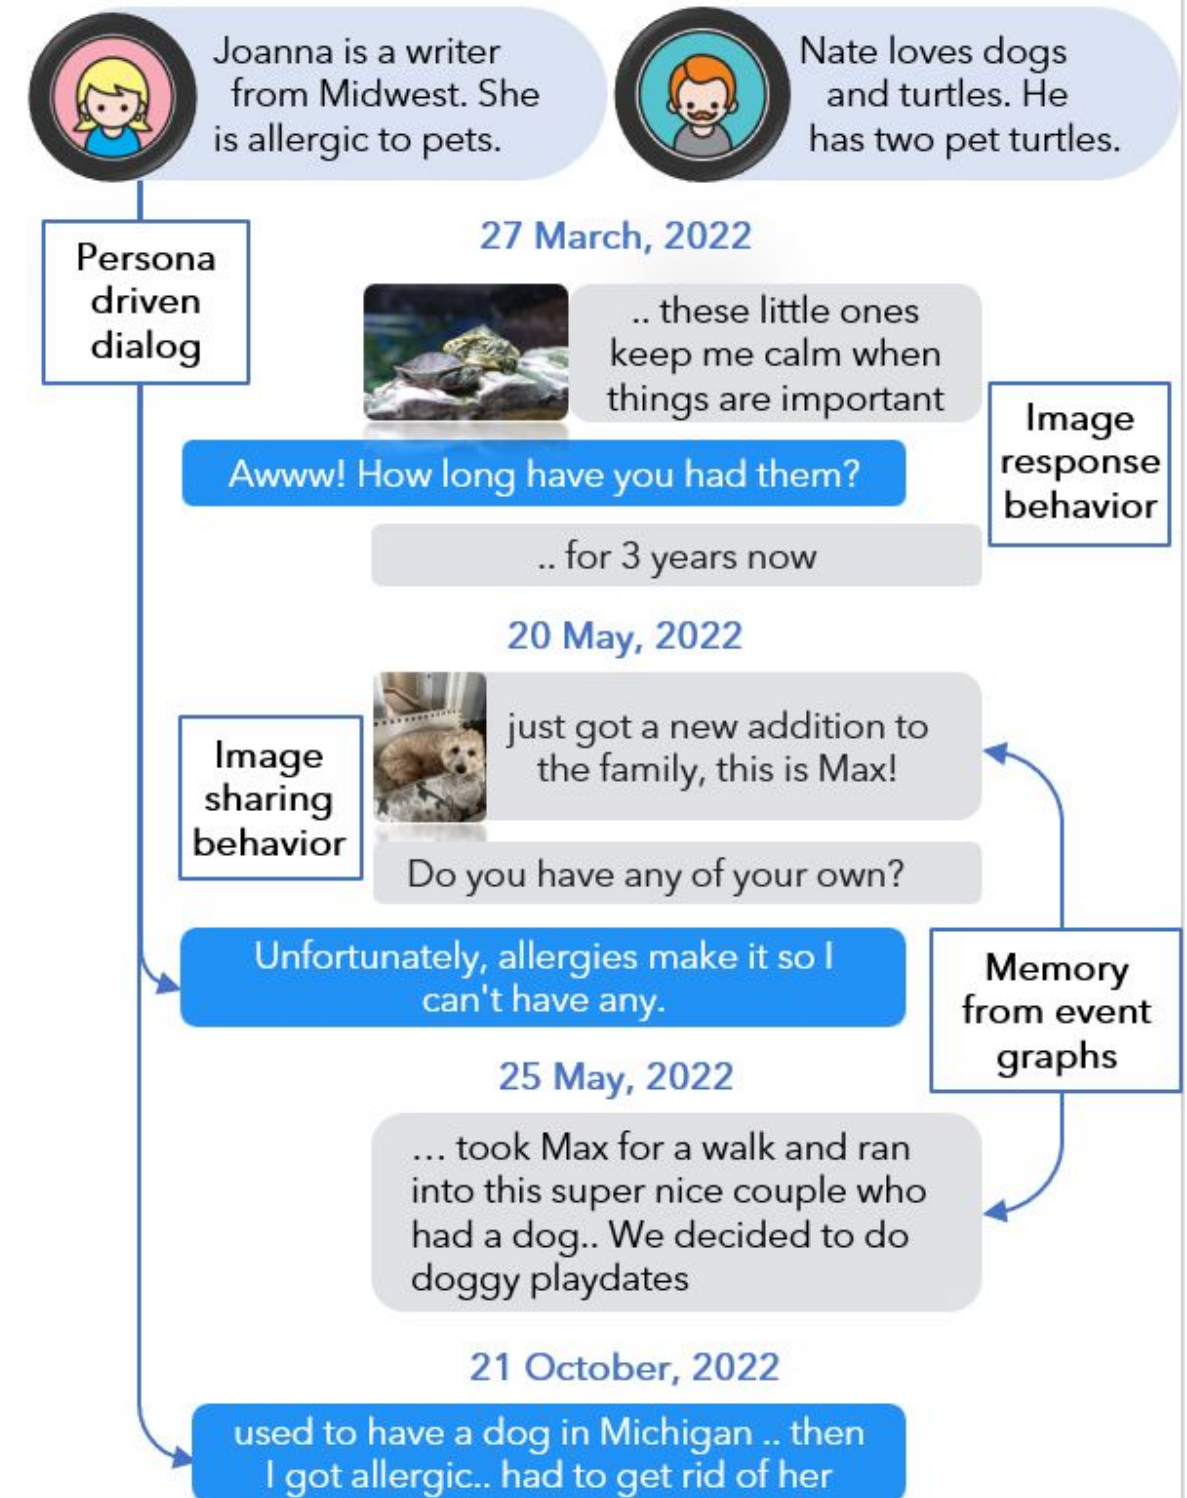 Joanna is a writer
from Midwest. She
is allergic to pets.
Nate loves dogs
and turtles. He
has two pet turtles.
Persona
driven
dialog
27 March, 2022
.. these little ones
keep me calm when
things are important
Image
response
behavior
Awww! How long have you had them?
.. for 3 years now
20 May, 2022
Image
sharing
behavior
just got a new addition to
the family, this is Max!
Do you have any of your own?
Unfortunately, allergies make it so I
can't have any.
Memory
from event
graphs
25 May, 2022
... took Max for a walk and ran
into this super nice couple who
had a dog.. We decided to do
doggy playdates
21 October, 2022
used to have a dog in Michigan .. then
I got allergic.. had to get rid of her